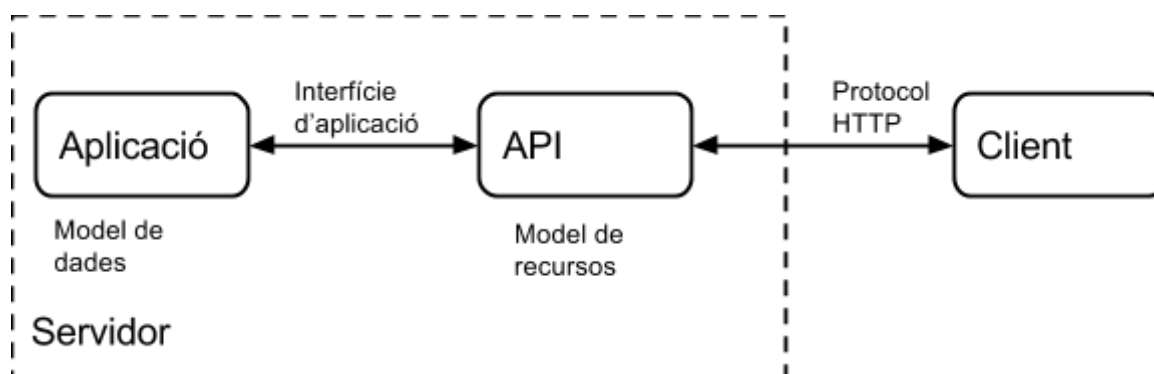 Interfície
d'aplicació
Protocol
HTTP
Aplicació
API
Client
Model de
dades
Model de
recursos
Servidor